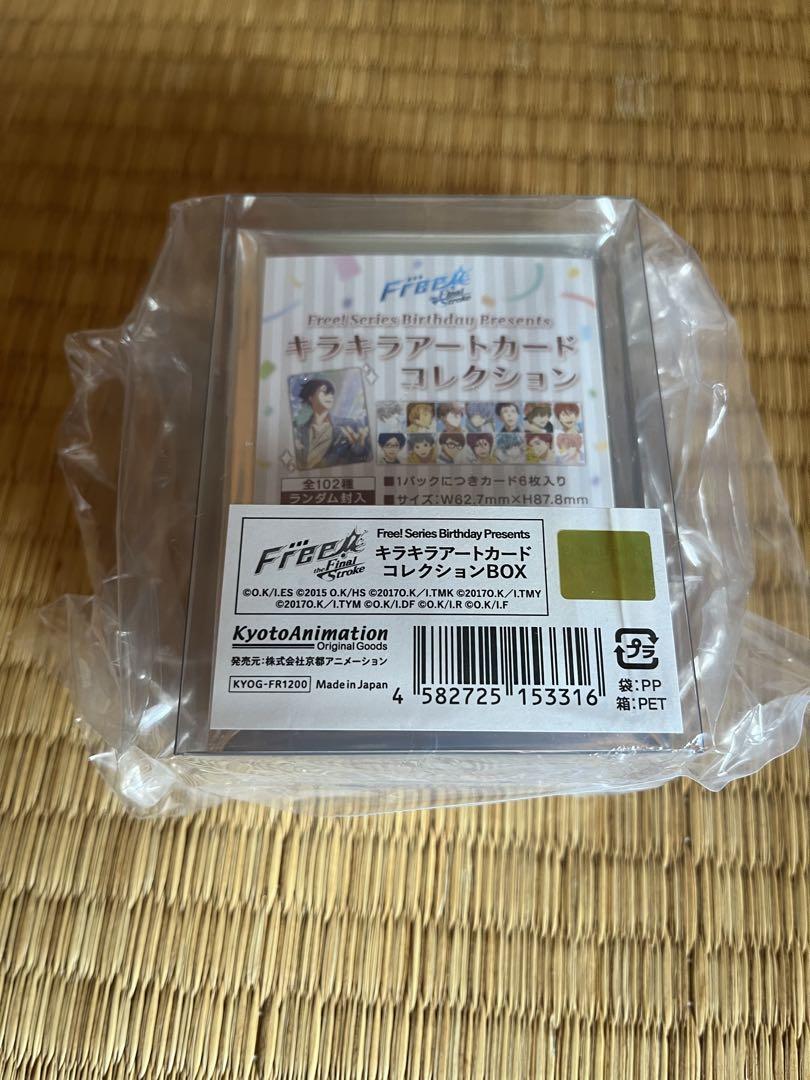 Free!
the Final Stroke
Free! Series Birthday Presents
キラキラアートカード
コレクション
全102種
ランダム封入
■1パックにつきカード6枚入り
■サイズ:W62.7mm×H87.8mm
Free!
the Final Stroke
Free! Series Birthday Presents
キラキラアートカード
コレクションBOX
©O.K/I.ES ©2015 O.K/HS ©2017O.K/I.TMK ©2017O.K/I.TMY
©2017O.K/I.TYM ©O.K/I.DF ©O.K/I.R ©O.K/I.F
KyotoAnimation
Original Goods
発売元:株式会社京都アニメーション
KYOG-FR1200 Made in Japan
4 582725 153316
プラ
袋:PP
箱:PET